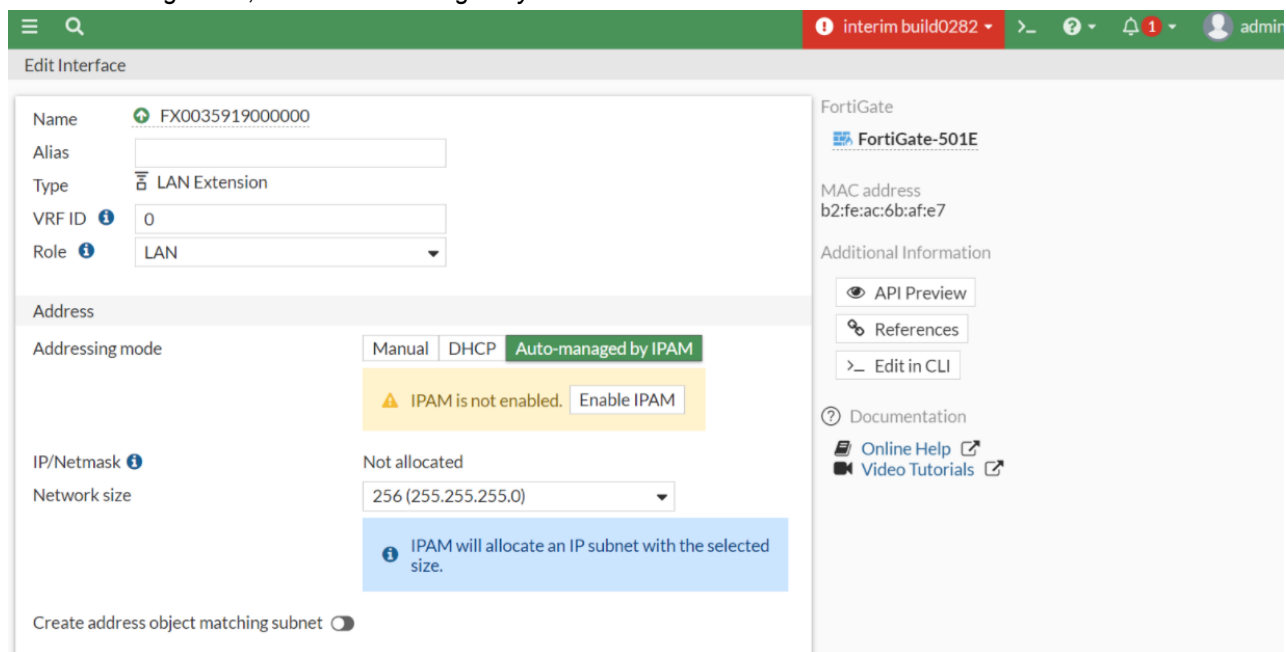 interim build0282
>_
1
admin
Edit Interface
Name FX0035919000000
Alias
Type LAN Extension
VRF ID 0
Role LAN
Address
Addressing mode Manual DHCP Auto-managed by IPAM
IPAM is not enabled. Enable IPAM
IP/Netmask Not allocated
Network size 256 (255.255.255.0)
IPAM will allocate an IP subnet with the selected
size.
Create address object matching subnet
FortiGate
FortiGate-501E
MAC address
b2:fe:ac:6b:af:e7
Additional Information
API Preview
References
>_ Edit in CLI
Documentation
Online Help
Video Tutorials